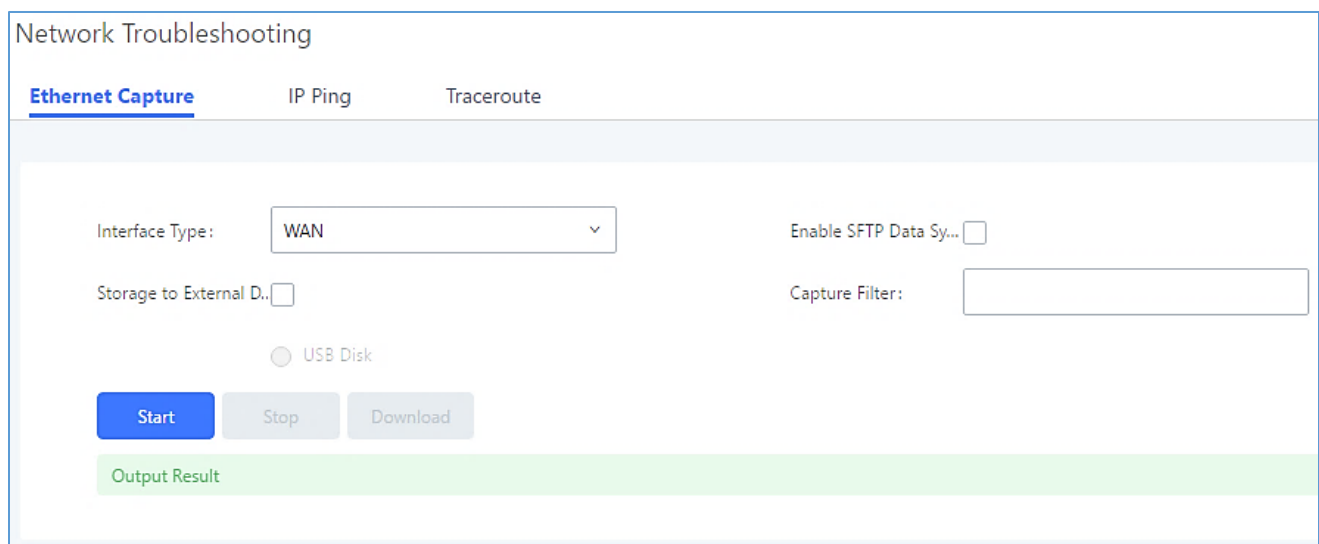 Network Troubleshooting
Ethernet Capture IP Ping Traceroute
Interface Type: WAN Enable SFTP Data Sy...
Storage to External D.. Capture Filter:
USB Disk
Start Stop Download
Output Result